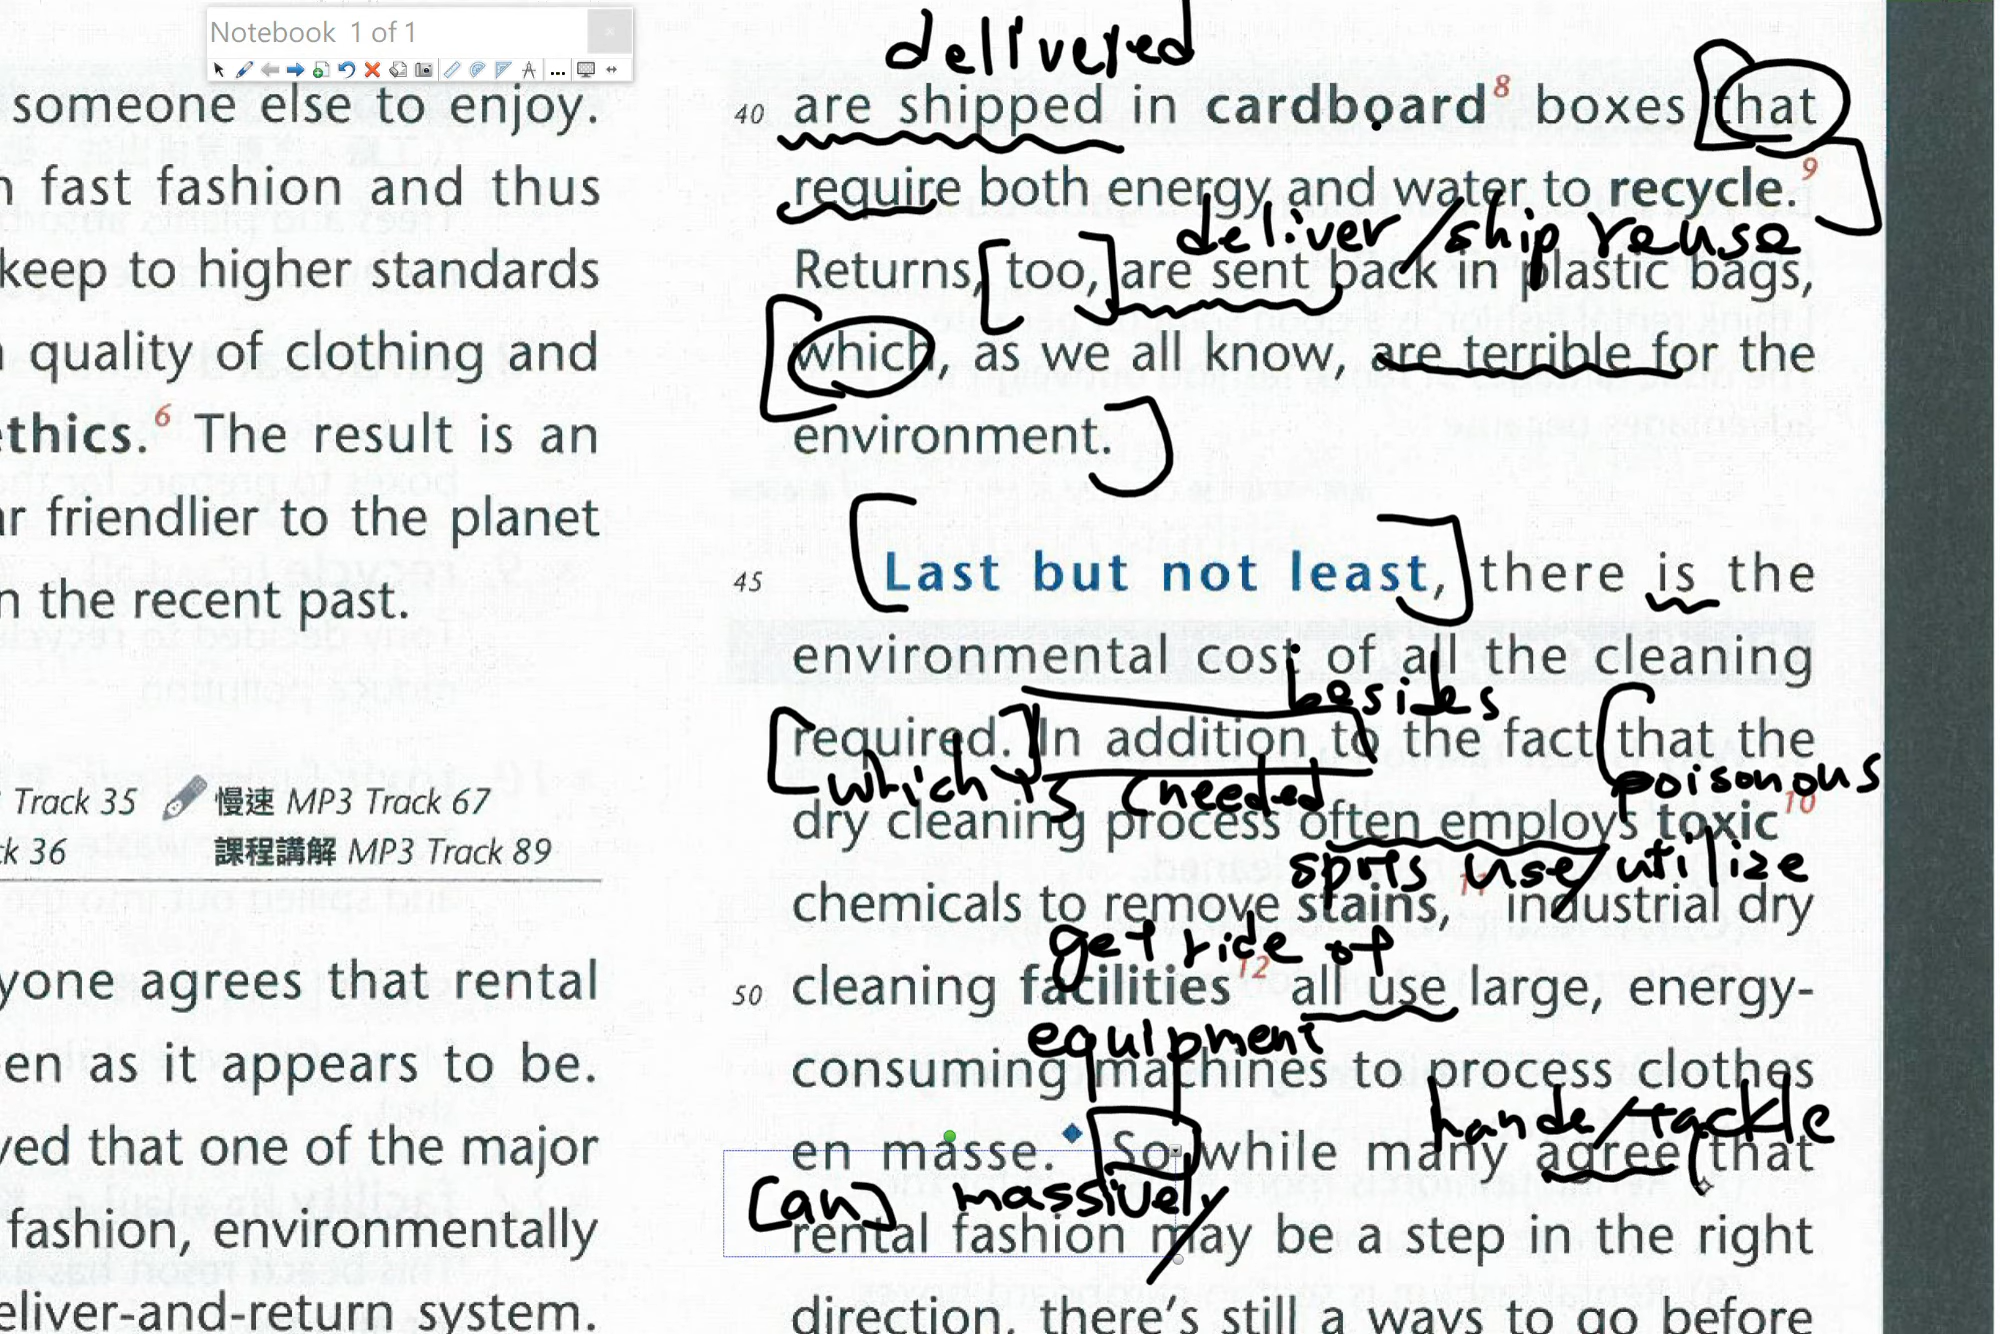 Notebook 1 of 1
someone else to enjoy.
fast fashion and thus
keep to higher standards
quality of clothing and
ethics.6 The result is an
friendlier to the planet
the recent past.
Track 35 慢速 MP3 Track 67
36 課程講解 MP3 Track 89
agrees that rental
as it appears to be.
that one of the major
fashion, environmentally
deliver-and-return system.
delivered
40 are shipped in cardboard8 boxes that
require both energy and water to recycle.9
deliver/ship reuse
Returns, too, are sent back in plastic bags,
which, as we all know, are terrible for the
environment.
45 Last but not least, there is the
environmental cost of all the cleaning
besides
required. In addition to the fact that the
which is (needed poisonous
dry cleaning process often employs toxic10
spots use/utilize
chemicals to remove stains,11 industrial dry
get ride of
50 cleaning facilities12 all use large, energy-
equipment
consuming machines to process clothes
hande/tackle
en masse. So while many agree that
[an] massively
rental fashion may be a step in the right
direction, there's still a ways to go before